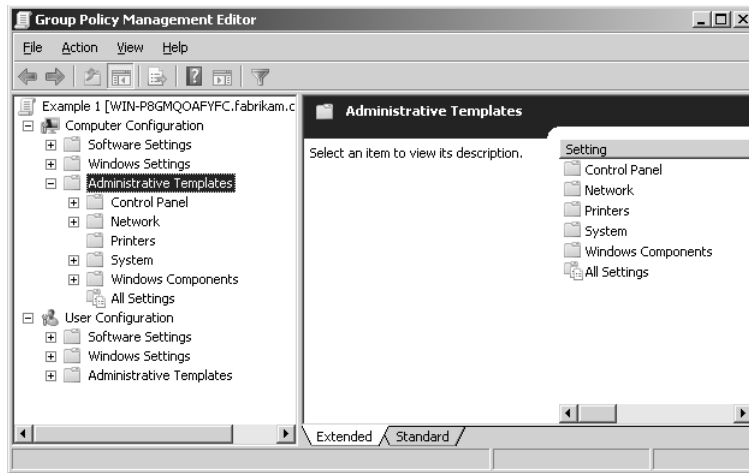 Group Policy Management Editor
File Action View Help
Example 1 [WIN-P8GMQOAFYFC.fabrikam.c
Computer Configuration
Software Settings
Windows Settings
Administrative Templates
Control Panel
Network
Printers
System
Windows Components
All Settings
User Configuration
Software Settings
Windows Settings
Administrative Templates
Administrative Templates
Select an item to view its description.
Setting
Control Panel
Network
Printers
System
Windows Components
All Settings
Extended Standard